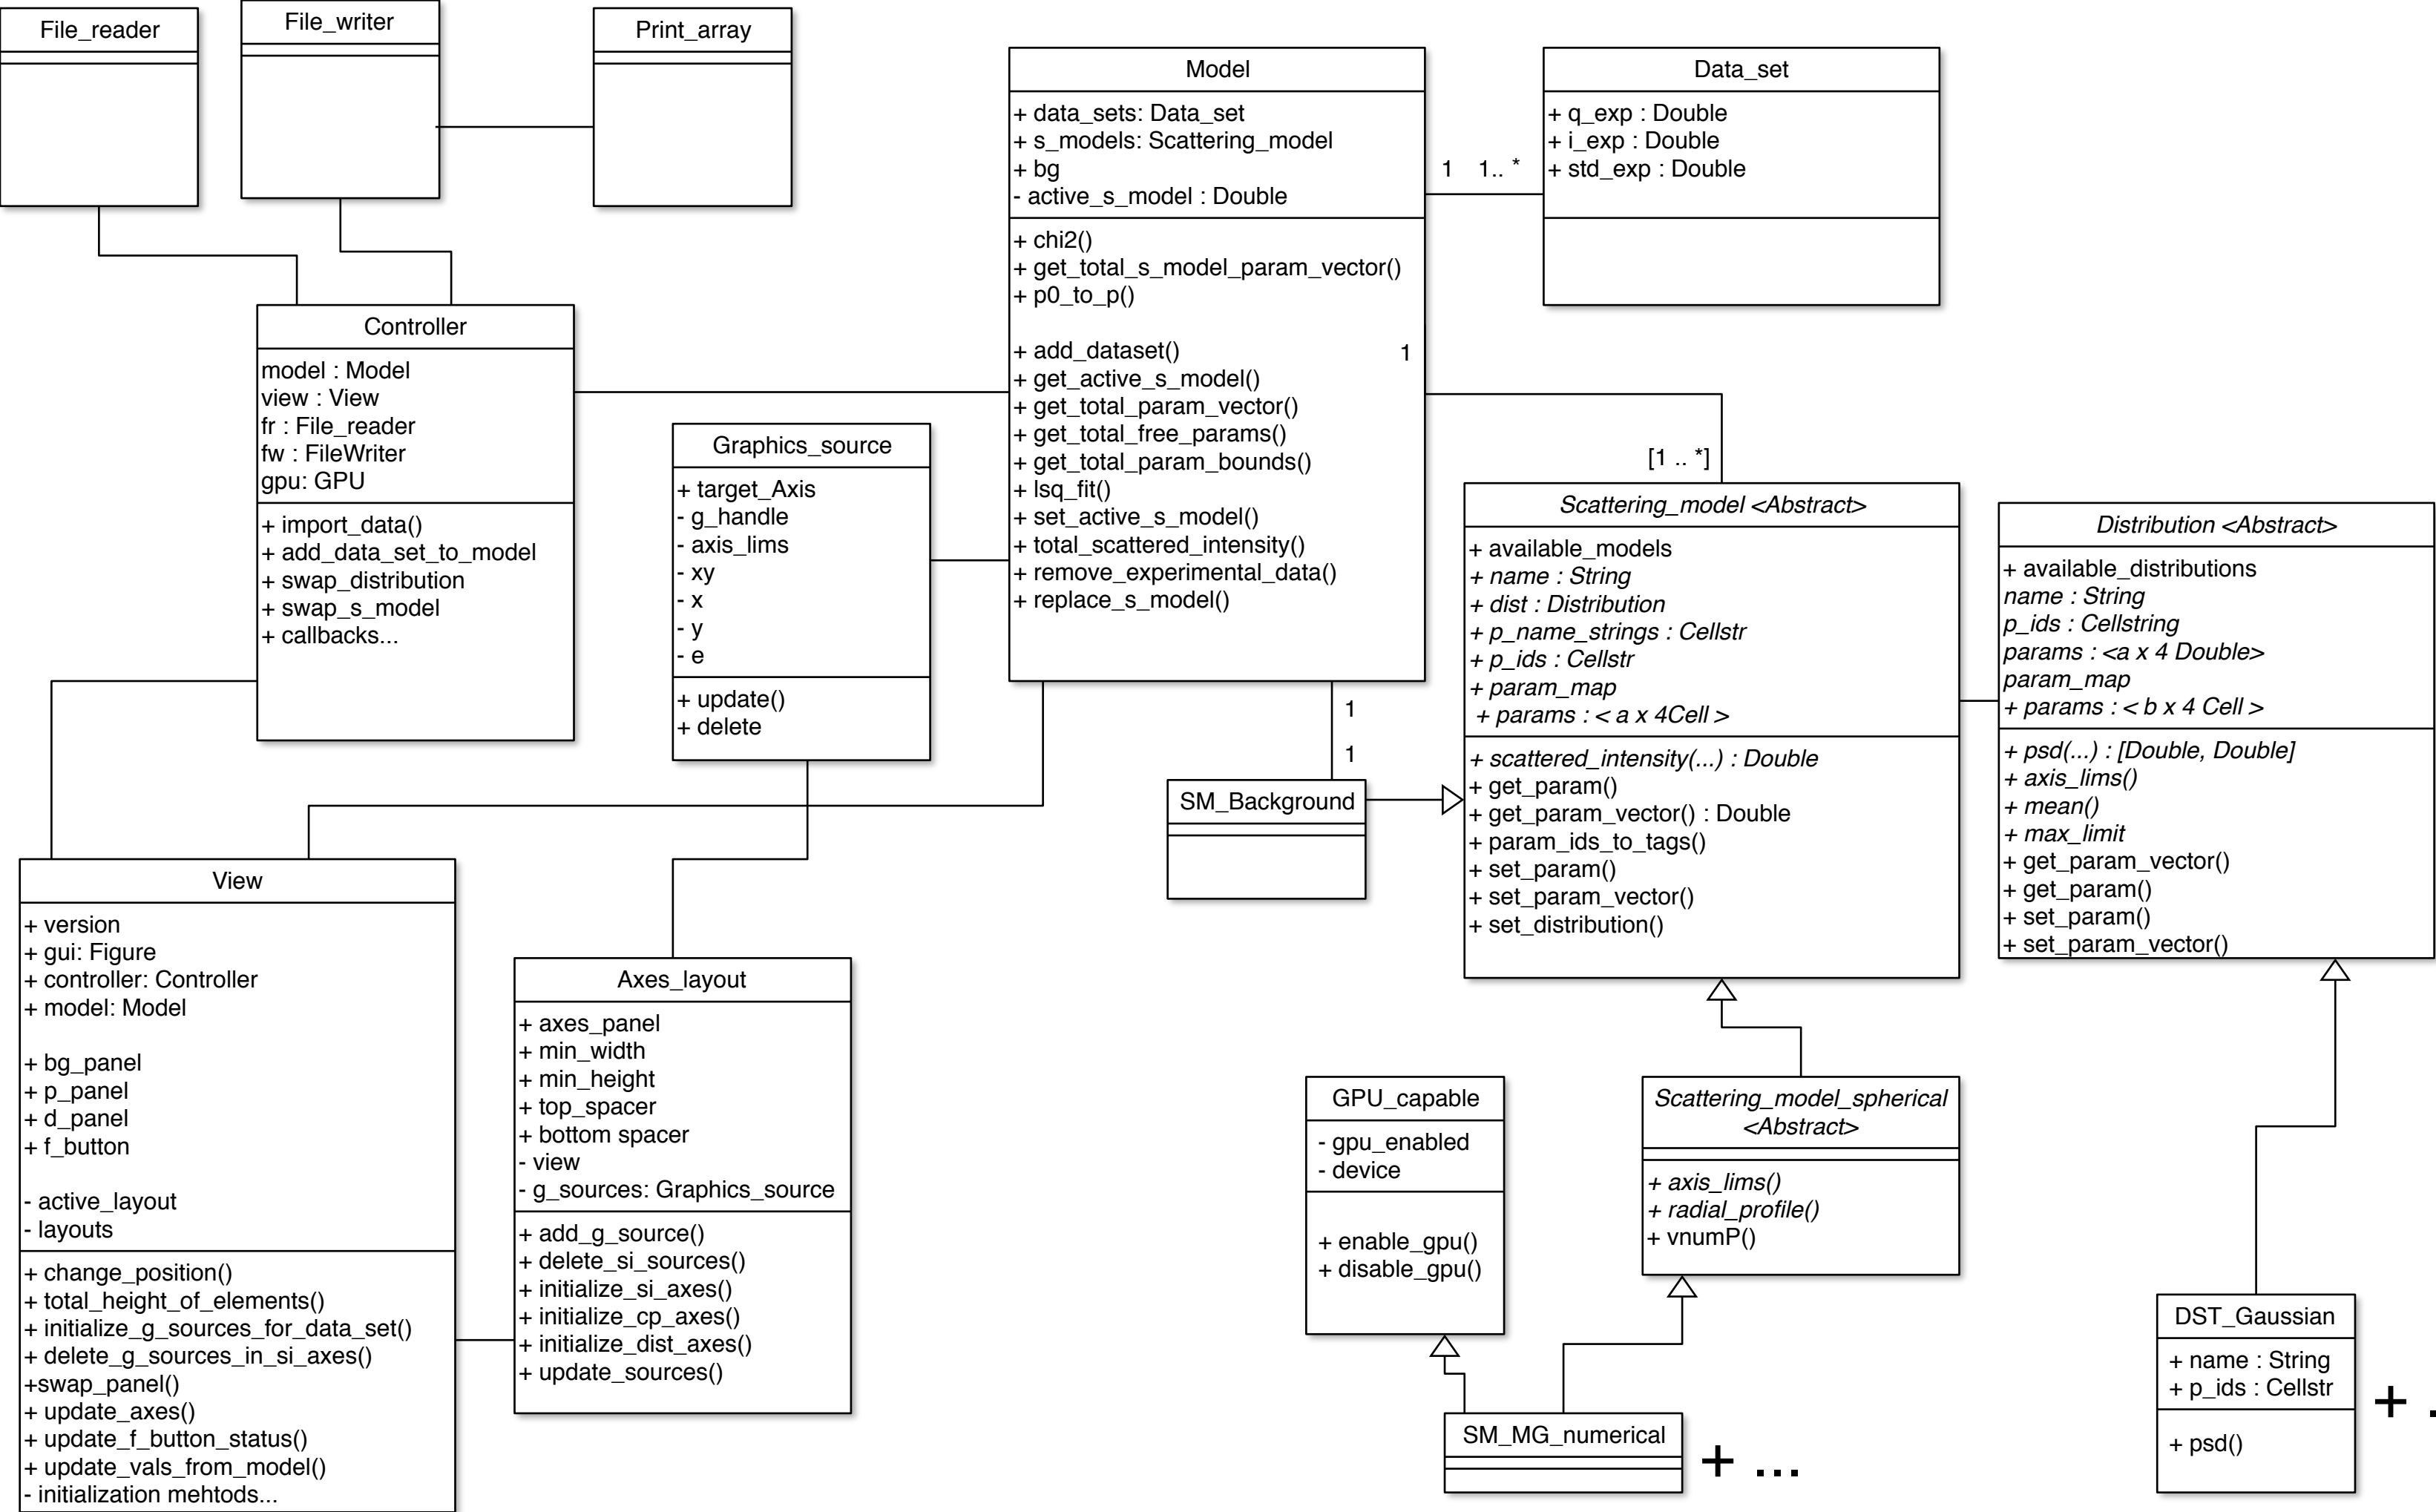 File_reader
File_writer
Print_array
Model
+ data_sets: Data_set
+ s_models: Scattering_model
+ bg
- active_s_model : Double
+ chi2()
+ get_total_s_model_param_vector()
+ p0_to_p()
+ add_dataset()
+ get_active_s_model()
+ get_total_param_vector()
+ get_total_free_params()
+ get_total_param_bounds()
+ lsq_fit()
+ set_active_s_model()
+ total_scattered_intensity()
+ remove_experimental_data()
+ replace_s_model()
1
1 1.. *
Data_set
+ q_exp : Double
+ i_exp : Double
+ std_exp : Double
Controller
model : Model
view : View
fr : File_reader
fw : FileWriter
gpu: GPU
+ import_data()
+ add_data_set_to_model
+ swap_distribution
+ swap_s_model
+ callbacks...
Graphics_source
+ target_Axis
- g_handle
- axis_lims
- xy
- x
- y
- e
+ update()
+ delete
[1 .. *]
Scattering_model <Abstract>
+ available_models
+ name : String
+ dist : Distribution
+ p_name_strings : Cellstr
+ p_ids : Cellstr
+ param_map
+ params : < a x 4Cell >
+ scattered_intensity(...) : Double
+ get_param()
+ get_param_vector() : Double
+ param_ids_to_tags()
+ set_param()
+ set_param_vector()
+ set_distribution()
Distribution <Abstract>
+ available_distributions
name : String
p_ids : Cellstring
params : <a x 4 Double>
param_map
+ params : < b x 4 Cell >
+ psd(...) : [Double, Double]
+ axis_lims()
+ mean()
+ max_limit
+ get_param_vector()
+ get_param()
+ set_param()
+ set_param_vector()
1
1
SM_Background
View
+ version
+ gui: Figure
+ controller: Controller
+ model: Model
+ bg_panel
+ p_panel
+ d_panel
+ f_button
- active_layout
- layouts
+ change_position()
+ total_height_of_elements()
+ initialize_g_sources_for_data_set()
+ delete_g_sources_in_si_axes()
+swap_panel()
+ update_axes()
+ update_f_button_status()
+ update_vals_from_model()
- initialization mehtods...
Axes_layout
+ axes_panel
+ min_width
+ min_height
+ top_spacer
+ bottom spacer
- view
- g_sources: Graphics_source
+ add_g_source()
+ delete_si_sources()
+ initialize_si_axes()
+ initialize_cp_axes()
+ initialize_dist_axes()
+ update_sources()
GPU_capable
- gpu_enabled
- device
+ enable_gpu()
+ disable_gpu()
Scattering_model_spherical
<Abstract>
+ axis_lims()
+ radial_profile()
+ vnumP()
SM_MG_numerical
+ ...
DST_Gaussian
+ name : String
+ p_ids : Cellstr
+ psd()
+ .